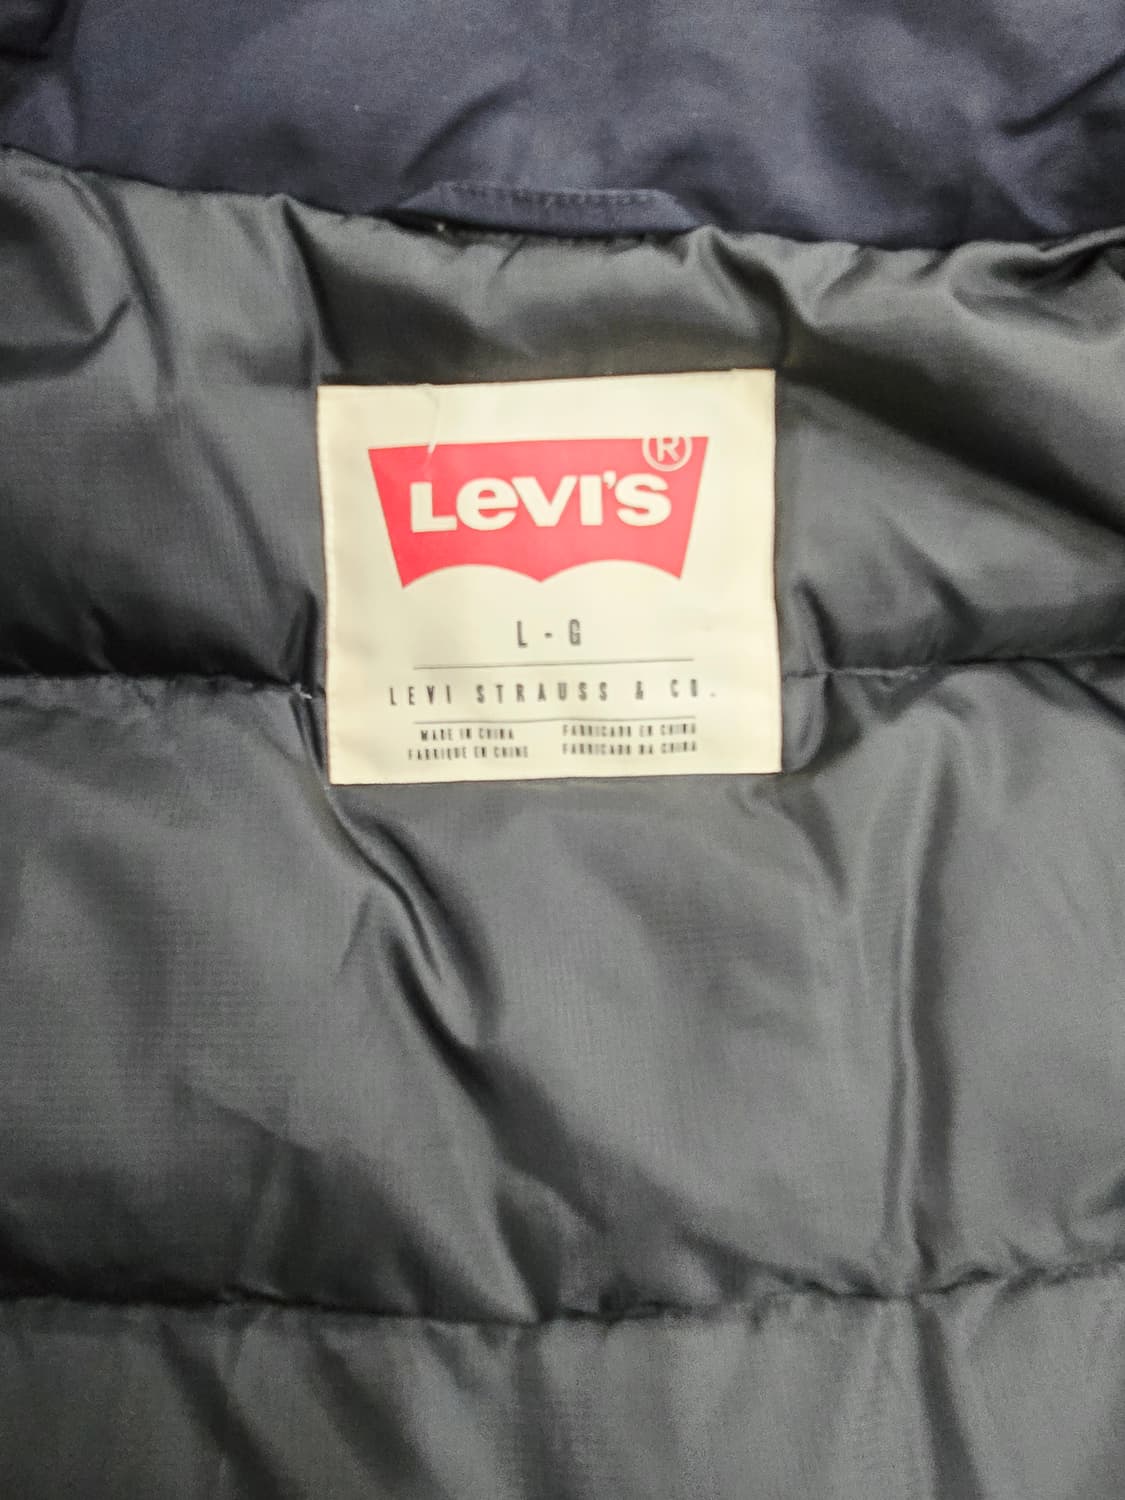 Levi's®
L - G
LEVI STRAUSS & CO.
MADE IN CHINA
FABRIQUE EN CHINE
FABRICADO EN CHINA
FABRICADO NA CHINA